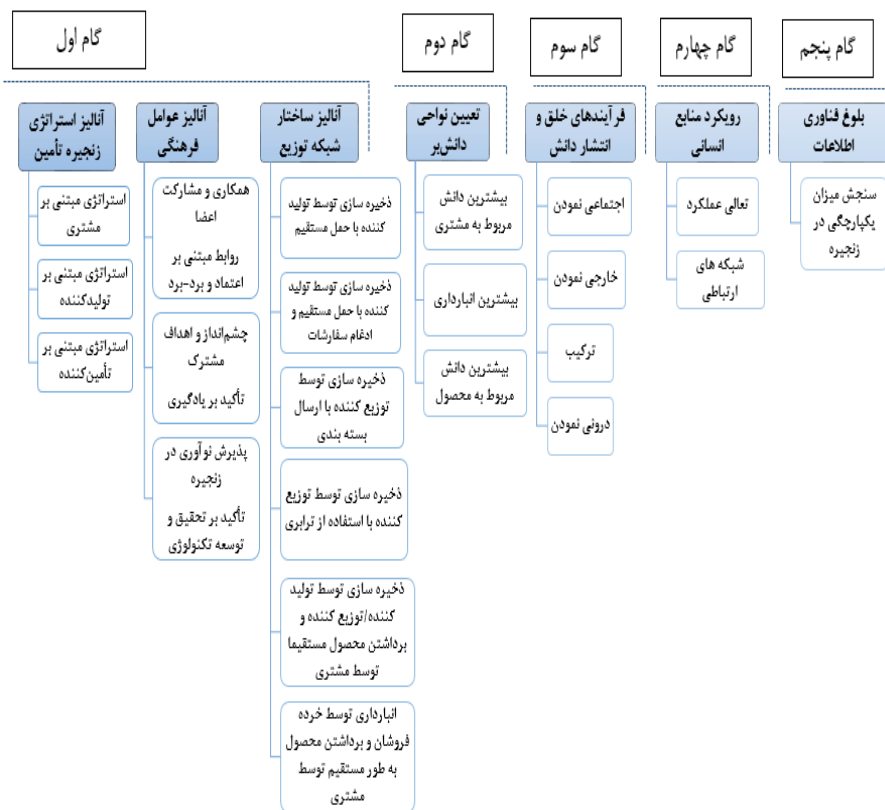 گام اول
گام دوم
گام سوم
گام چهارم
گام پنجم
آنالیز استراتژی
زنجیره تأمین
استراتژی مبتنی بر
مشتری
استراتژی مبتنی بر
تولیدکننده
استراتژی مبتنی بر
تأمین‌کننده
آنالیز عوامل
فرهنگی
همکاری و مشارکت
اعضا
روابط مبتنی بر
اعتماد و برد-برد
چشم‌انداز و اهداف
مشترک
تأکید بر یادگیری
پذیرش نوآوری در
زنجیره
تأکید بر تحقیق و
توسعه تکنولوژی
آنالیز ساختار
شبکه توزیع
ذخیره سازی توسط تولید
کننده با حمل مستقیم
ذخیره سازی توسط تولید
کننده با حمل مستقیم و
ادغام سفارشات
ذخیره سازی توسط
توزیع کننده با ارسال
بسته بندی
ذخیره سازی توسط توزیع
کننده با استفاده از ترابری
ذخیره سازی توسط تولید
کننده/توزیع کننده و
برداشتن محصول مستقیما
توسط مشتری
انبارداری توسط خرده
فروشان و برداشتن محصول
به طور مستقیم توسط
مشتری
تعیین نواحی
دانش‌بر
بیشترین دانش
مربوط به مشتری
بیشترین انبارداری
بیشترین دانش
مربوط به محصول
فرآیندهای خلق و
انتشار دانش
اجتماعی نمودن
خارجی نمودن
ترکیب
درونی نمودن
رویکرد منابع
انسانی
تعالی عملکرد
شبکه های
ارتباطی
بلوغ فناوری
اطلاعات
سنجش میزان
یکپارچگی در
زنجیره